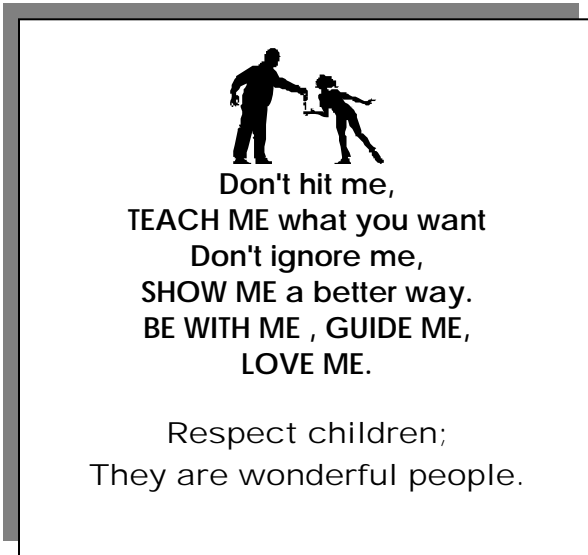 Don't hit me,
TEACH ME what you want
Don't ignore me,
SHOW ME a better way.
BE WITH ME , GUIDE ME,
LOVE ME.
Respect children;
They are wonderful people.